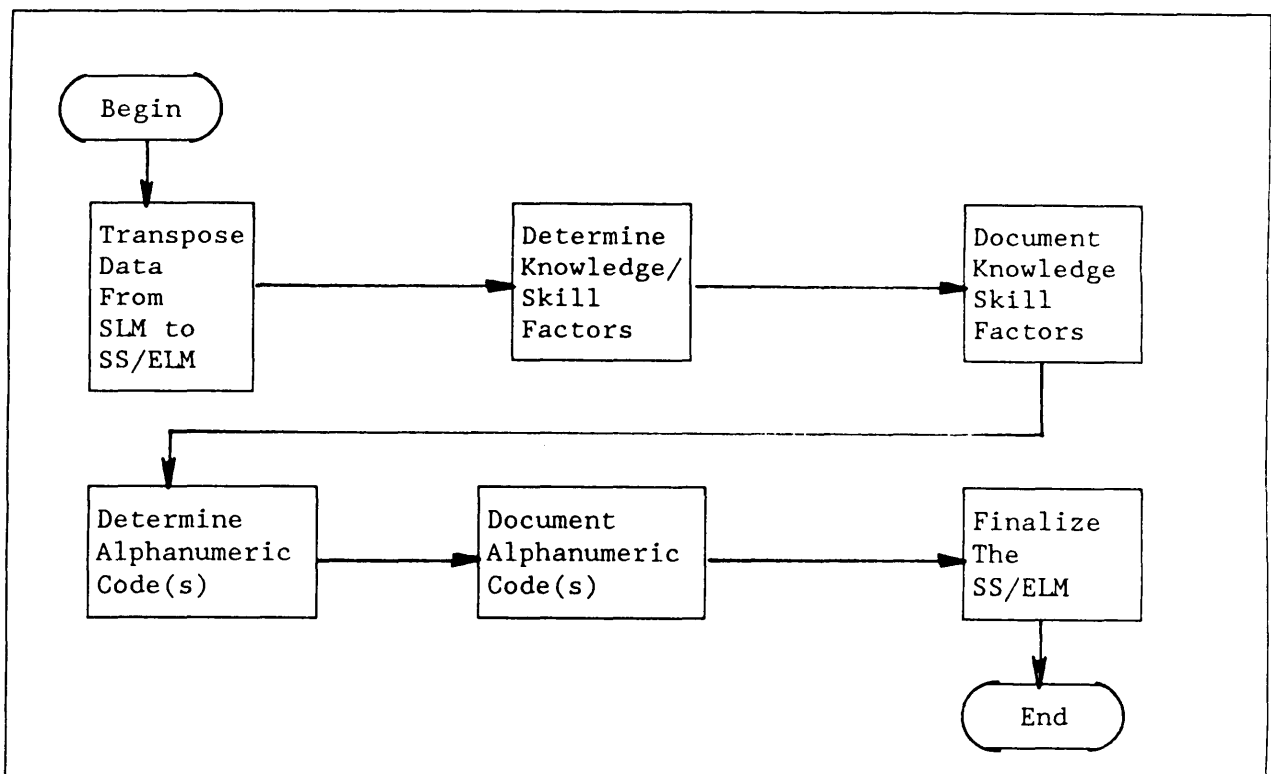 Begin
Transpose
Data
From
SLM to
SS/ELM
Determine
Knowledge/
Skill
Factors
Document
Knowledge
Skill
Factors
Determine
Alphanumeric
Code(s)
Document
Alphanumeric
Code(s)
Finalize
The
SS/ELM
End